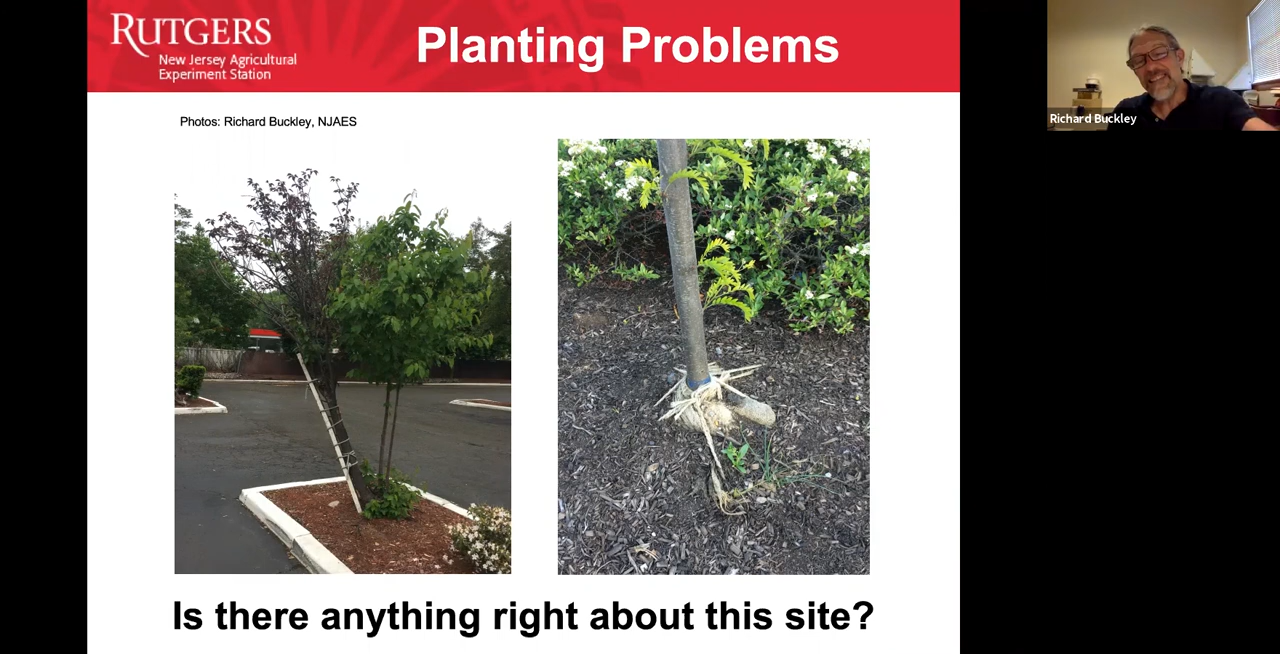 RUTGERS
New Jersey Agricultural
Experiment Station
Planting Problems
Photos: Richard Buckley, NJAES
Is there anything right about this site?
Richard Buckley